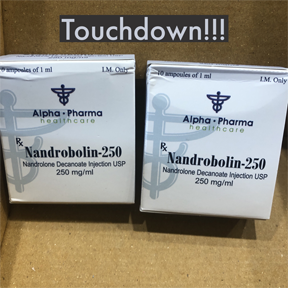 Touchdown!!!
0 ampoules of 1 ml
I.M. Only
Alpha · Pharma
healthcare
Rx
Nandrobolin-250
Nandrolone Decanoate Injection USP
250 mg/ml
10 ampoules of 1 ml
I.M. Only
Alpha · Pharma
healthcare
Rx
Nandrobolin-250
Nandrolone Decanoate Injection USP
250 mg/ml